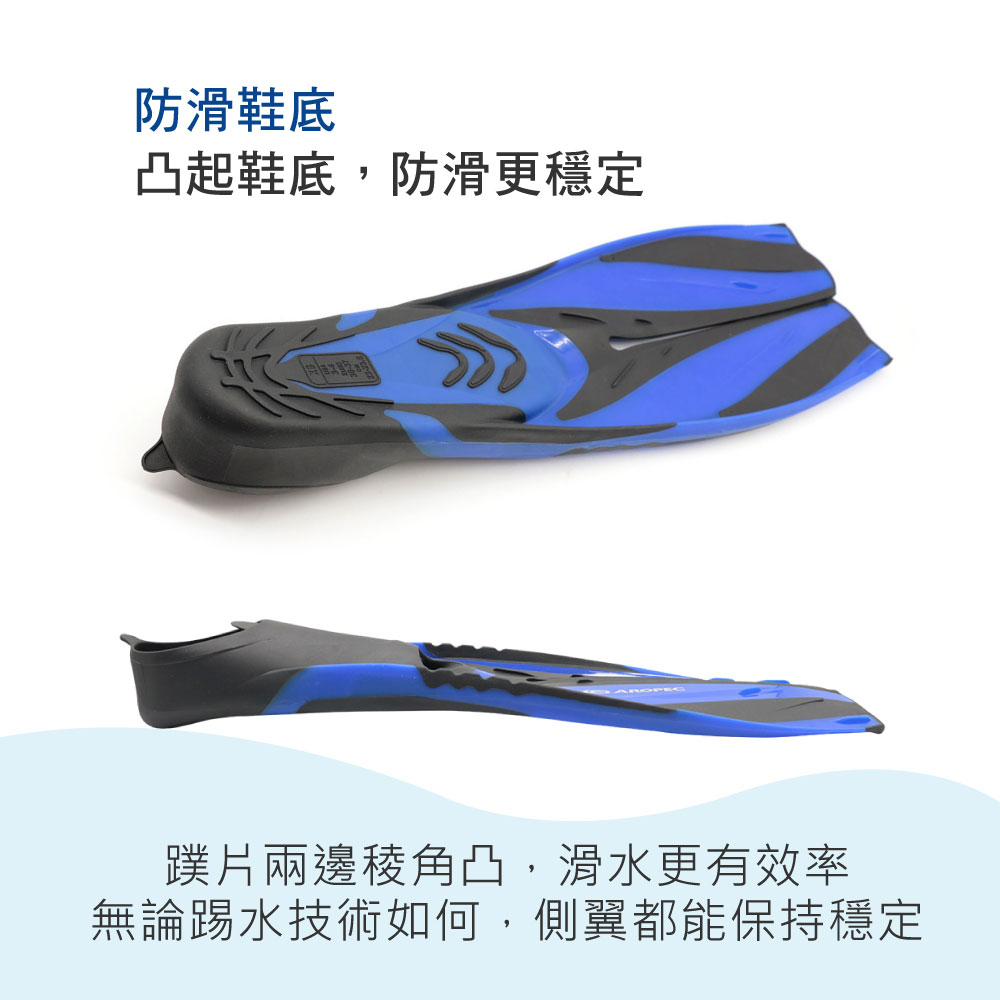 防滑鞋底
凸起鞋底，防滑更穩定
AROPEC
蹼片兩邊稜角凸，滑水更有效率
無論踢水技術如何，側翼都能保持穩定